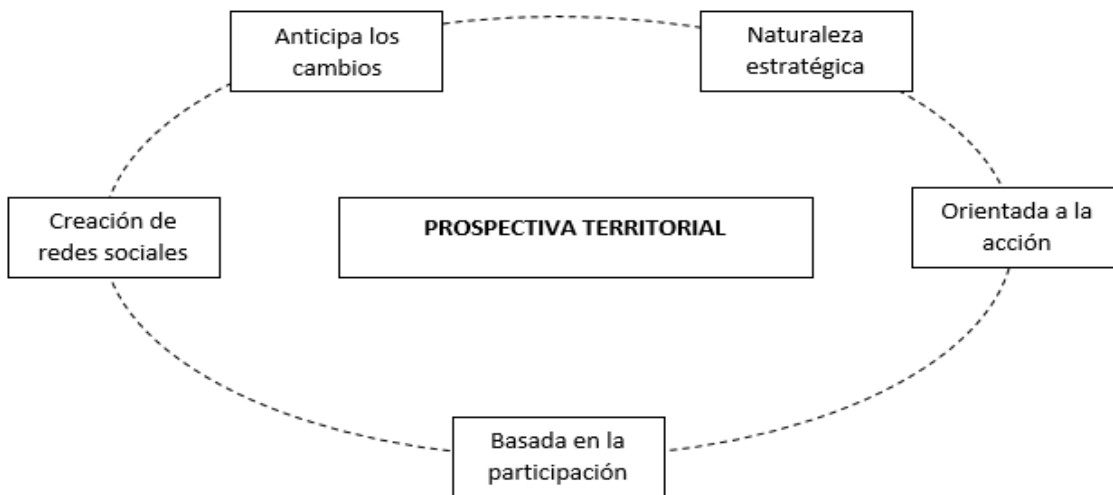 Anticipa los
cambios
Naturaleza
estratégica
Creación de
redes sociales
PROSPECTIVA TERRITORIAL
Orientada a la
acción
Basada en la
participación